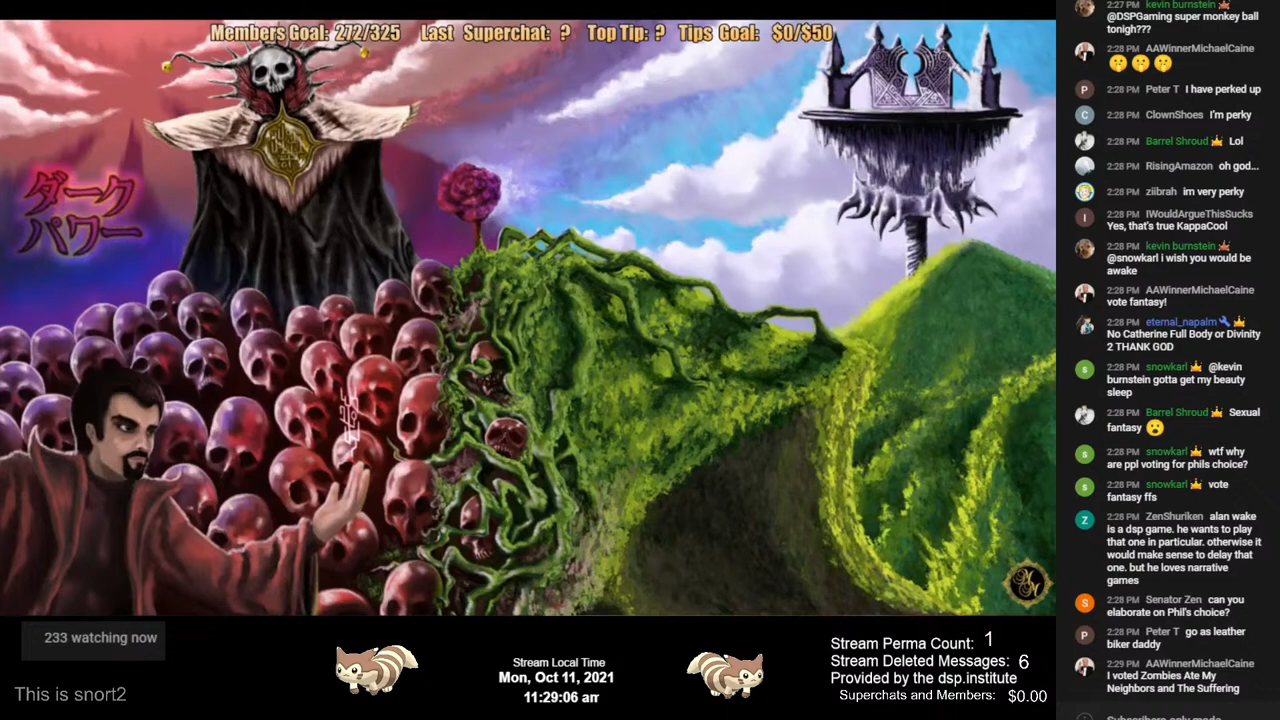 Members Goal: 272/325 Last Superchat: ? Top Tip: ? Tips Goal: $0/$50
ダーク
パワー
233 watching now
This is snort2
Stream Local Time
Mon, Oct 11, 2021
11:29:06 am
Stream Perma Count: 1
Stream Deleted Messages: 6
Provided by the dsp.institute
Superchats and Members: $0.00
2:27 PM kevin burnstein
@DSPGaming super monkey ball
tonigh???
2:28 PM AAWinnerMichaelCaine
P 2:28 PM Peter T I have perked up
C 2:28 PM ClownShoes I'm perky
2:28 PM Barrel Shroud Lol
2:28 PM RisingAmazon oh god...
2:28 PM ziibrah im very perky
I 2:28 PM IWouldArgueThisSucks
Yes, that's true KappaCool
2:28 PM kevin burnstein
@snowkarl i wish you would be
awake
2:28 PM AAWinnerMichaelCaine
vote fantasy!
2:28 PM eternal_napalm
No Catherine Full Body or Divinity
2 THANK GOD
s 2:28 PM snowkarl @kevin
burnstein gotta get my beauty
sleep
2:28 PM Barrel Shroud Sexual
fantasy
s 2:28 PM snowkarl wtf why
are ppl voting for phils choice?
s 2:28 PM snowkarl vote
fantasy ffs
Z 2:28 PM ZenShuriken alan wake
is a dsp game. he wants to play
that one in particular. otherwise it
would make sense to delay that
one. but he loves narrative
games
S 2:28 PM Senator Zen can you
elaborate on Phil's choice?
P 2:28 PM Peter T go as leather
biker daddy
2:29 PM AAWinnerMichaelCaine
I voted Zombies Ate My
Neighbors and The Suffering
Subscribers-only mode